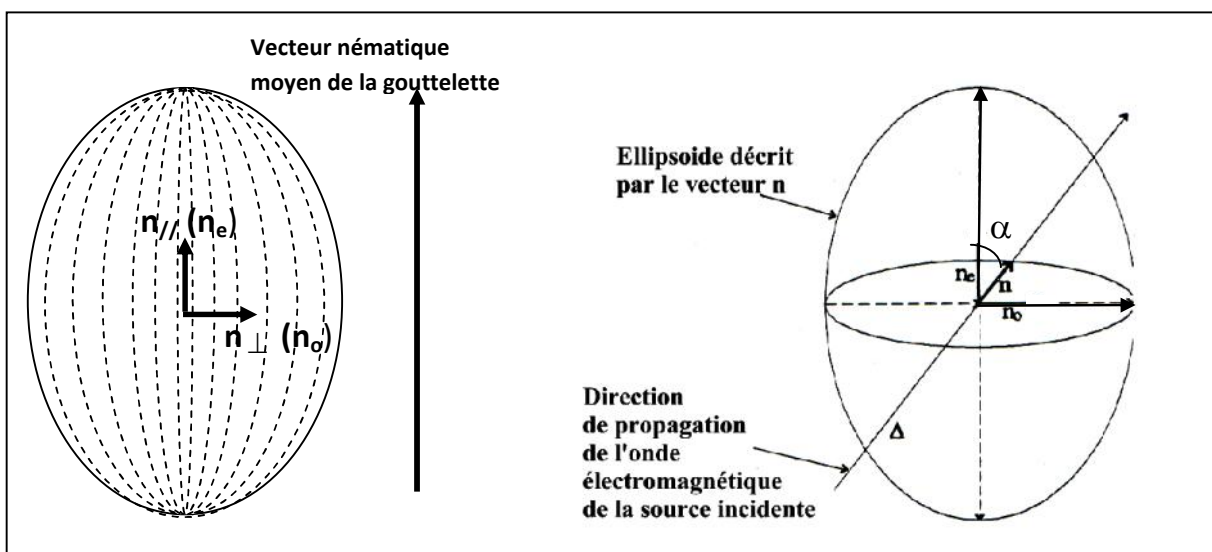 Vecteur nématique
moyen de la gouttelette
n// (ne)
n⊥ (no)
Ellipsoide décrit
par le vecteur n
α
ne
n
no
Direction
de propagation
de l'onde
électromagnétique
de la source incidente
Δ